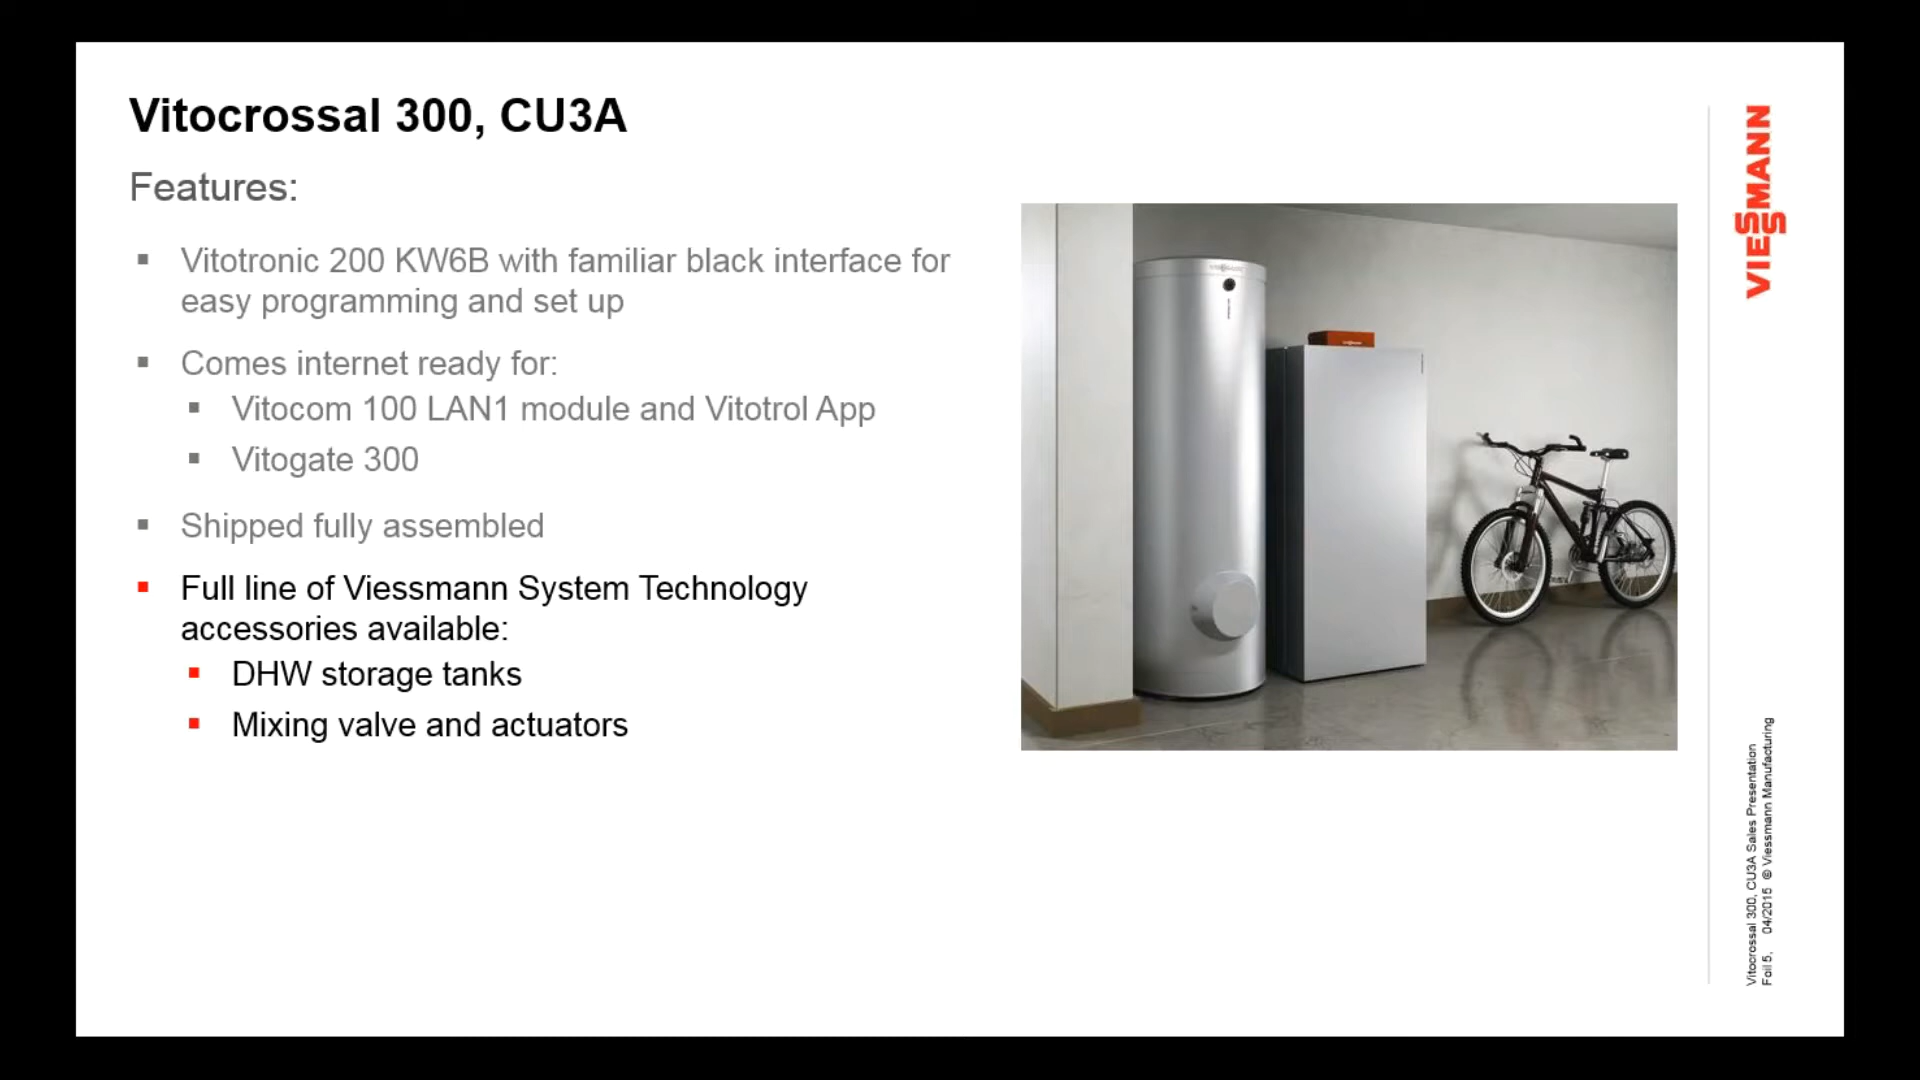 Vitocrossal 300, CU3A
Features:
▪ Vitotronic 200 KW6B with familiar black interface for
easy programming and set up
▪ Comes internet ready for:
▪ Vitocom 100 LAN1 module and Vitotrol App
▪ Vitogate 300
▪ Shipped fully assembled
▪ Full line of Viessmann System Technology
accessories available:
▪ DHW storage tanks
▪ Mixing valve and actuators
VIESSMANN
Vitocrossal 300, CU3A Sales Presentation
Foil 5, 04/2015 © Viessmann Manufacturing